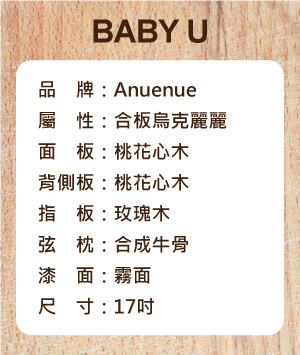 BABY U
品　牌：Anuenue
屬　性：合板烏克麗麗
面　板：桃花心木
背側板：桃花心木
指　板：玫瑰木
弦　枕：合成牛骨
漆　面：霧面
尺　寸：17吋